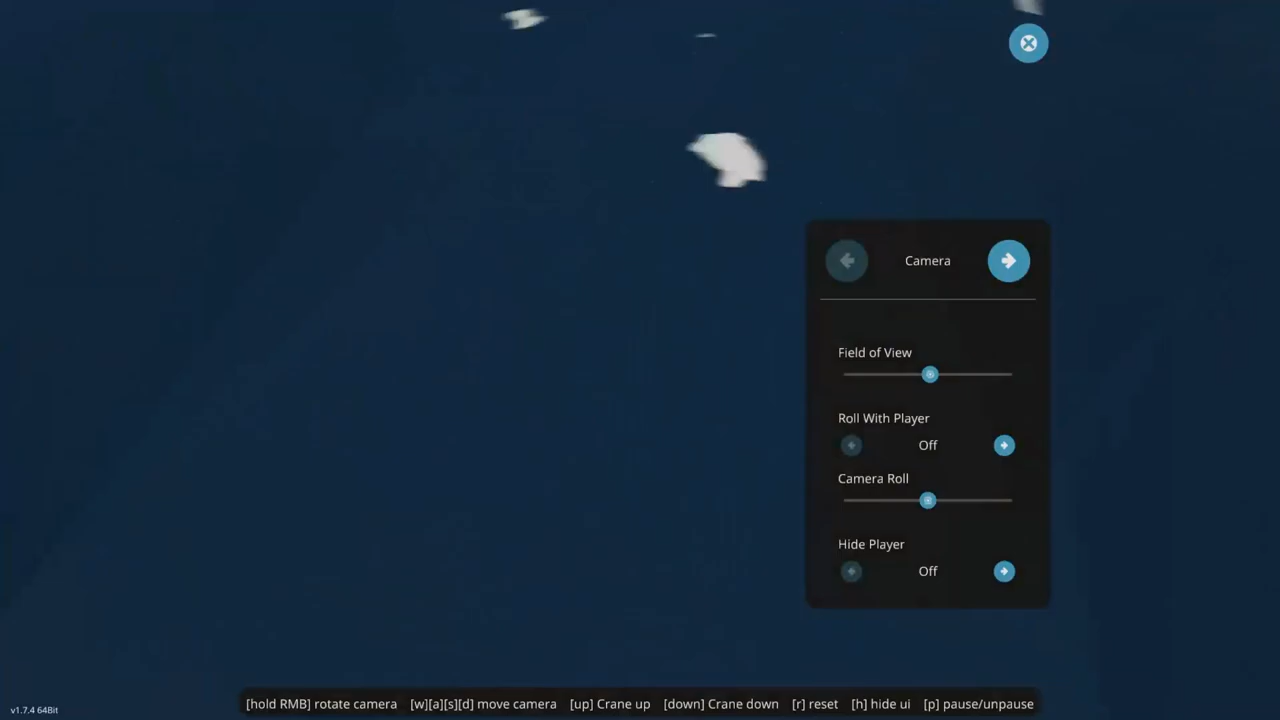 Camera
Field of View
Roll With Player
Off
Camera Roll
Hide Player
Off
[hold RMB] rotate camera [w][a][s][d] move camera [up] Crane up [down] Crane down [r] reset [h] hide ui [p] pause/unpause
v1.7.4 64Bit